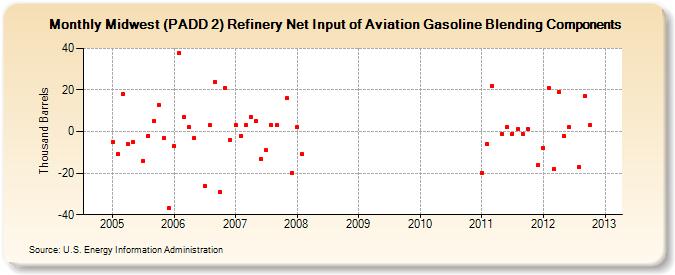 Monthly Midwest (PADD 2) Refinery Net Input of Aviation Gasoline Blending Components
Thousand Barrels
40
20
0
-20
-40
2005 2006 2007 2008 2009 2010 2011 2012 2013
Source: U.S. Energy Information Administration